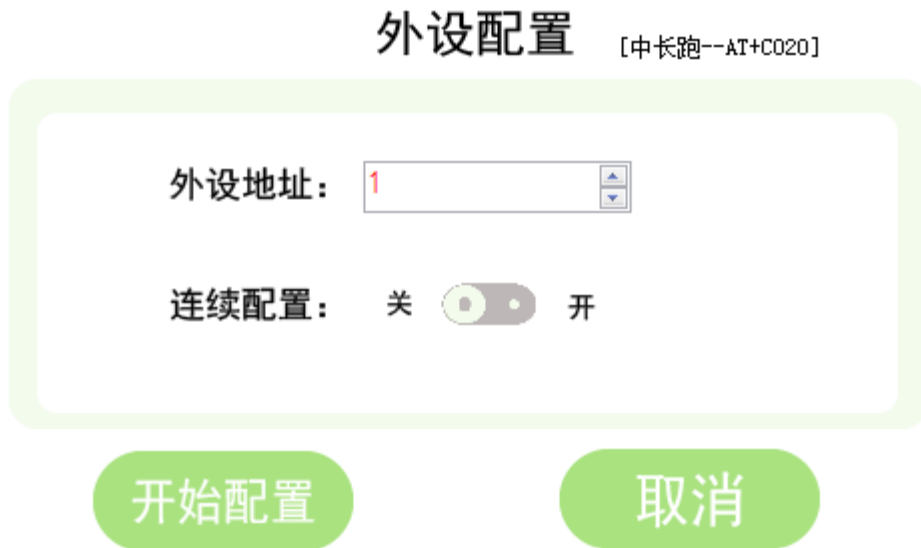 外设配置 [中长跑--AT+C020]
外设地址： 1
连续配置： 关 开
开始配置 取消